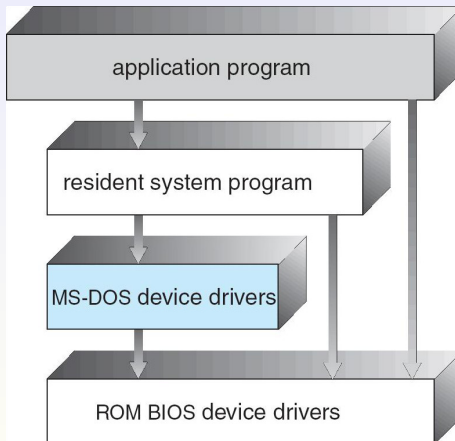 application program
resident system program
MS-DOS device drivers
ROM BIOS device drivers